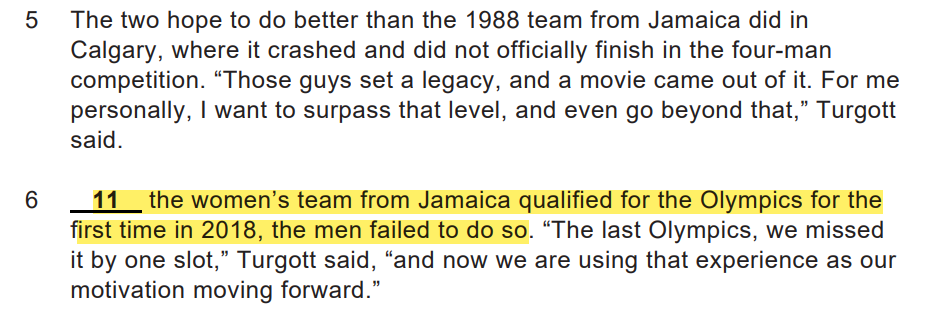 5 The two hope to do better than the 1988 team from Jamaica did in
Calgary, where it crashed and did not officially finish in the four-man
competition. “Those guys set a legacy, and a movie came out of it. For me
personally, I want to surpass that level, and even go beyond that,” Turgott
said.
6 __11__ the women’s team from Jamaica qualified for the Olympics for the
first time in 2018, the men failed to do so. “The last Olympics, we missed
it by one slot,” Turgott said, “and now we are using that experience as our
motivation moving forward.”